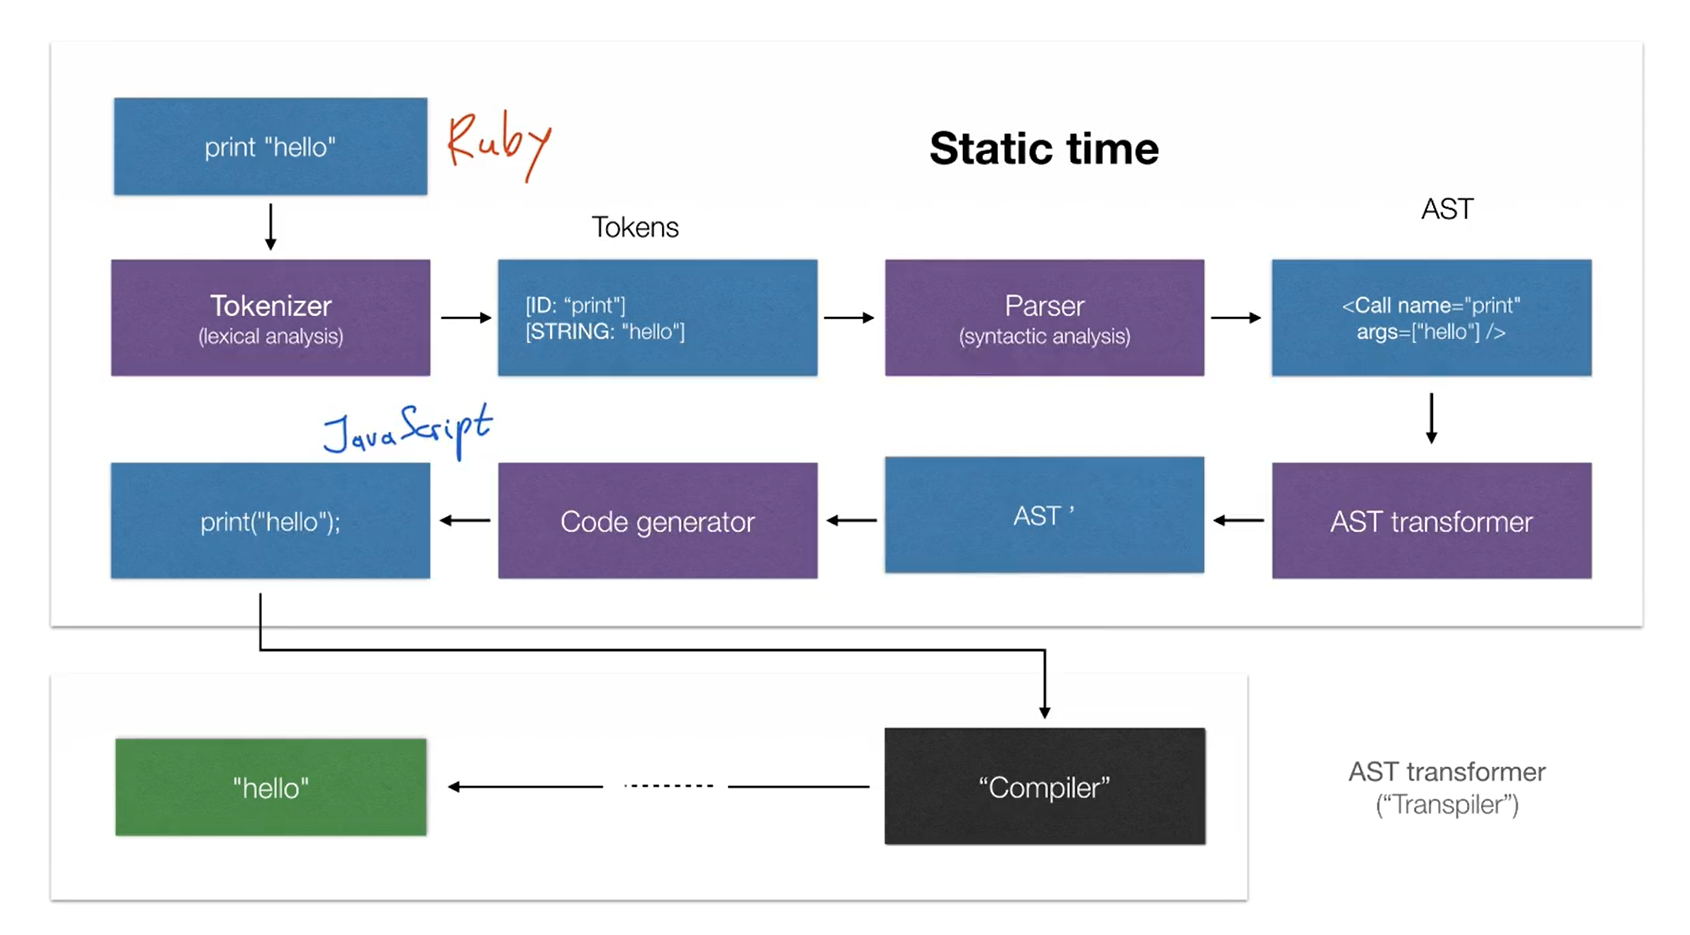 print "hello"
Ruby
Static time
Tokens
AST
Tokenizer
(lexical analysis)
[ID: “print"]
[STRING: "hello"]
Parser
(syntactic analysis)
<Call name="print"
args=["hello"] />
JavaScript
print("hello");
Code generator
AST ’
AST transformer
"hello"
“Compiler”
AST transformer
(“Transpiler”)